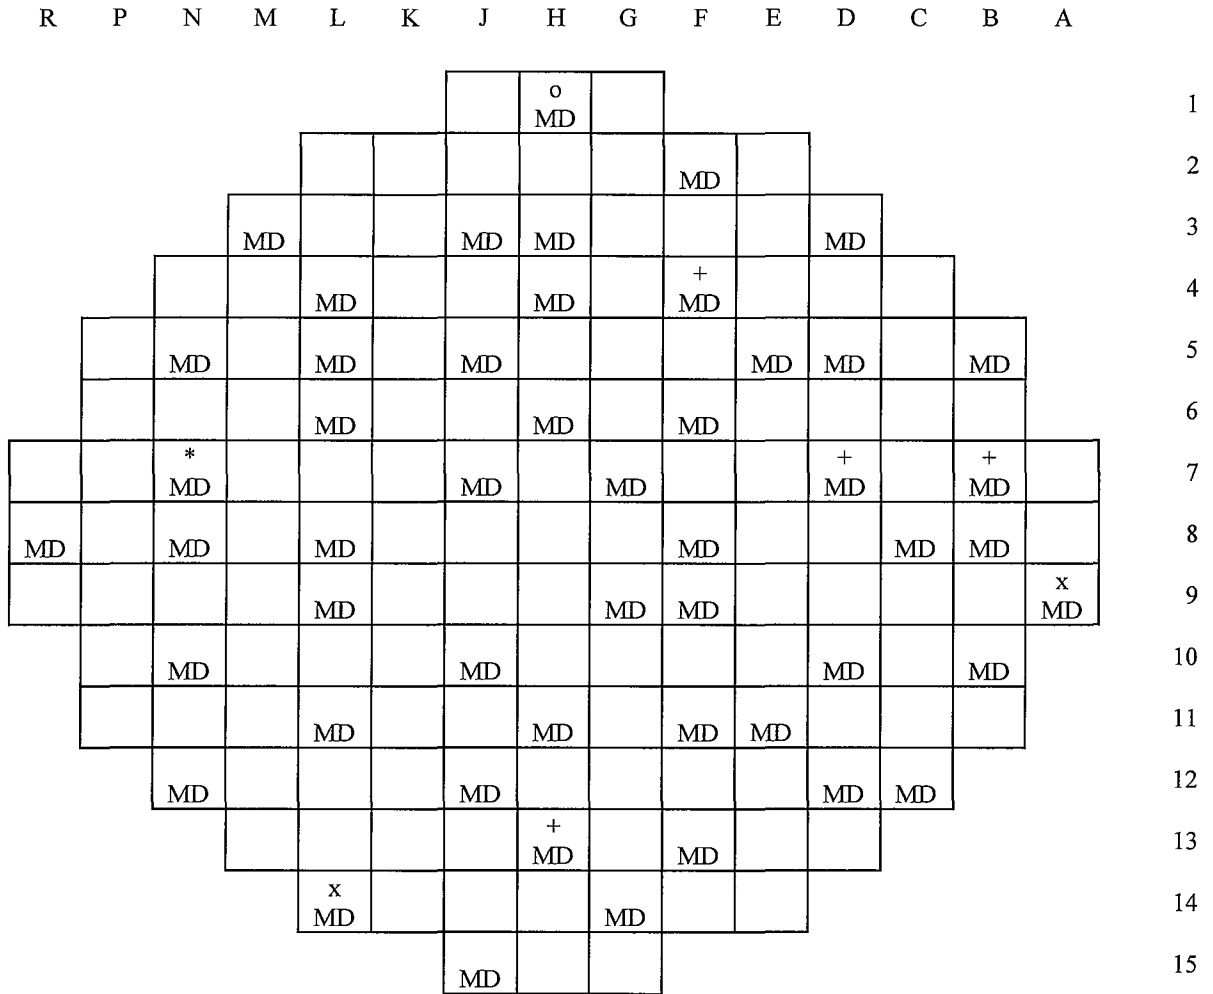 R P N M L K J H G F E D C B A
o
MD 1
MD 2
MD MD MD MD 3
+
MD MD MD 4
MD MD MD MD MD MD 5
MD MD MD 6
* + +
MD MD MD MD MD 7
MD MD MD MD MD MD 8
x
MD MD MD MD 9
MD MD MD MD 10
MD MD MD MD 11
MD MD MD MD 12
+
MD MD 13
x
MD MD 14
MD 15